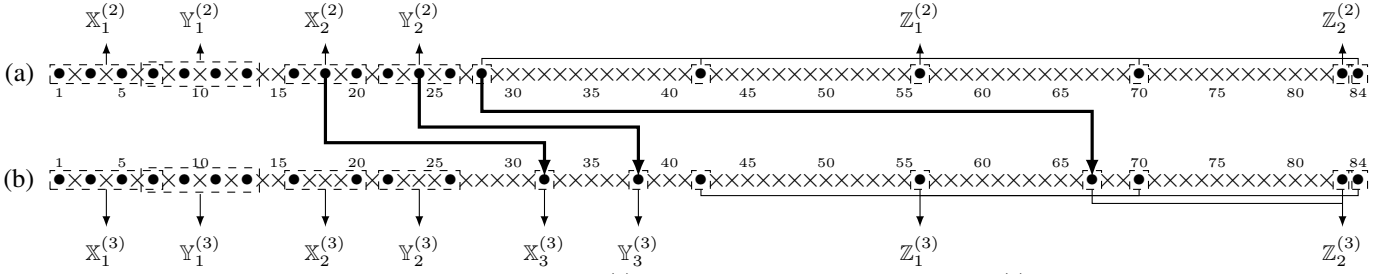 𝕏₁⁽²⁾ 𝕐₁⁽²⁾ 𝕏₂⁽²⁾ 𝕐₂⁽²⁾ ℤ₁⁽²⁾ ℤ₂⁽²⁾
(a)
1 5 10 15 20 25 30 35 40 45 50 55 60 65 70 75 80 84
1 5 10 15 20 25 30 35 40 45 50 55 60 65 70 75 80 84
(b)
𝕏₁⁽³⁾ 𝕐₁⁽³⁾ 𝕏₂⁽³⁾ 𝕐₂⁽³⁾ 𝕏₃⁽³⁾ 𝕐₃⁽³⁾ ℤ₁⁽³⁾ ℤ₂⁽³⁾